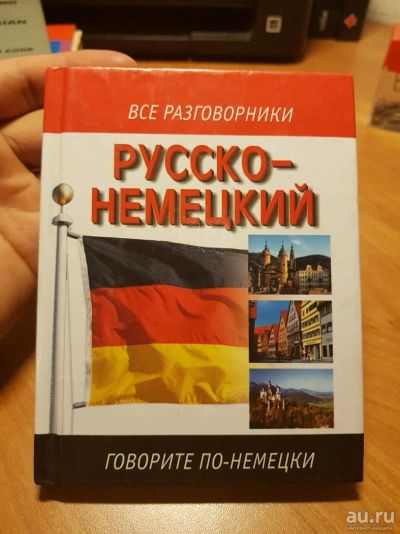 ВСЕ РАЗГОВОРНИКИ
РУССКО-
НЕМЕЦКИЙ
ГОВОРИТЕ ПО-НЕМЕЦКИ
au.ru